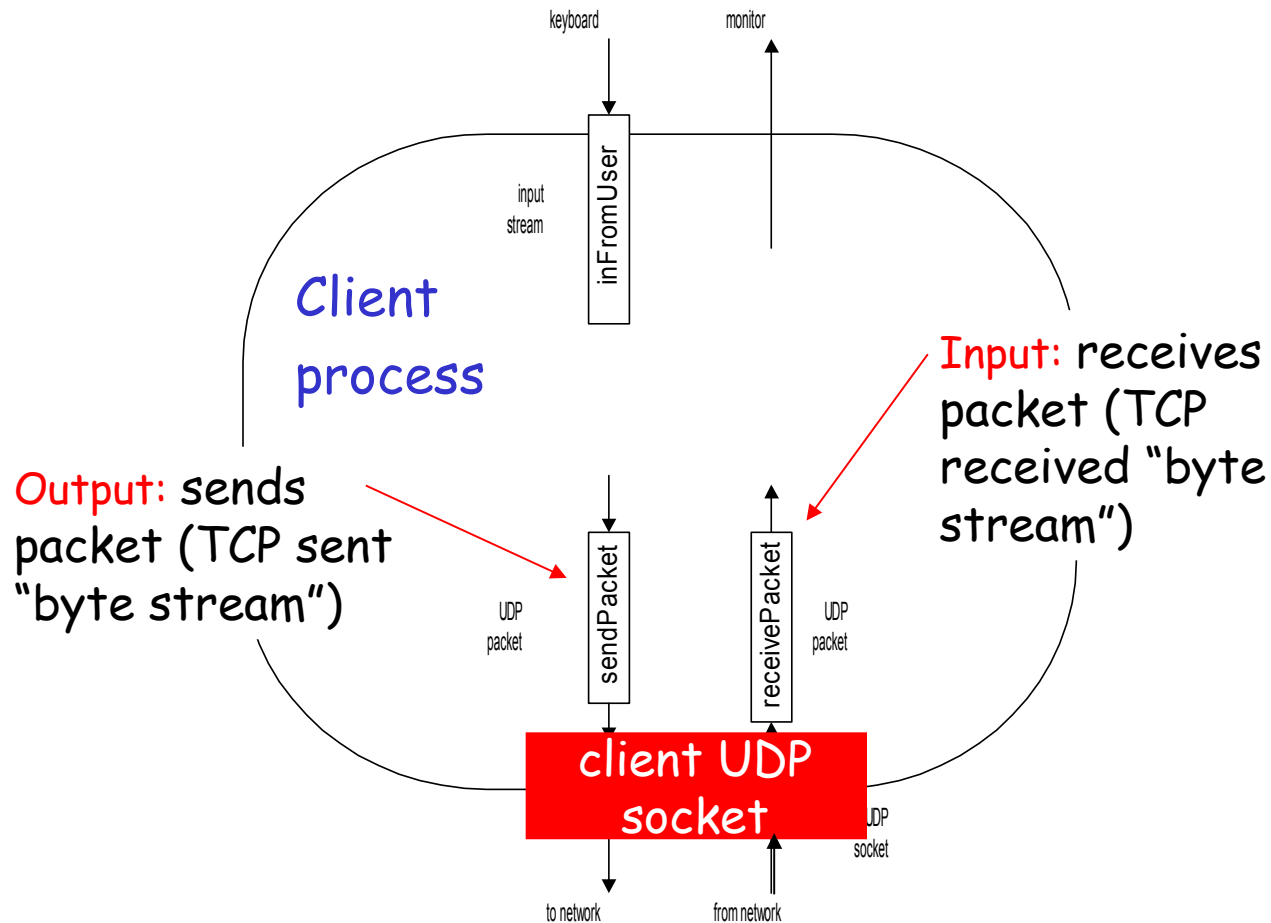 keyboard
monitor
inFromUser
input
stream
Client
process
Input: receives
packet (TCP
received “byte
stream”)
Output: sends
packet (TCP sent
“byte stream”)
sendPacket
UDP
packet
receivePacket
UDP
packet
client UDP
socket
UDP
socket
to network
from network